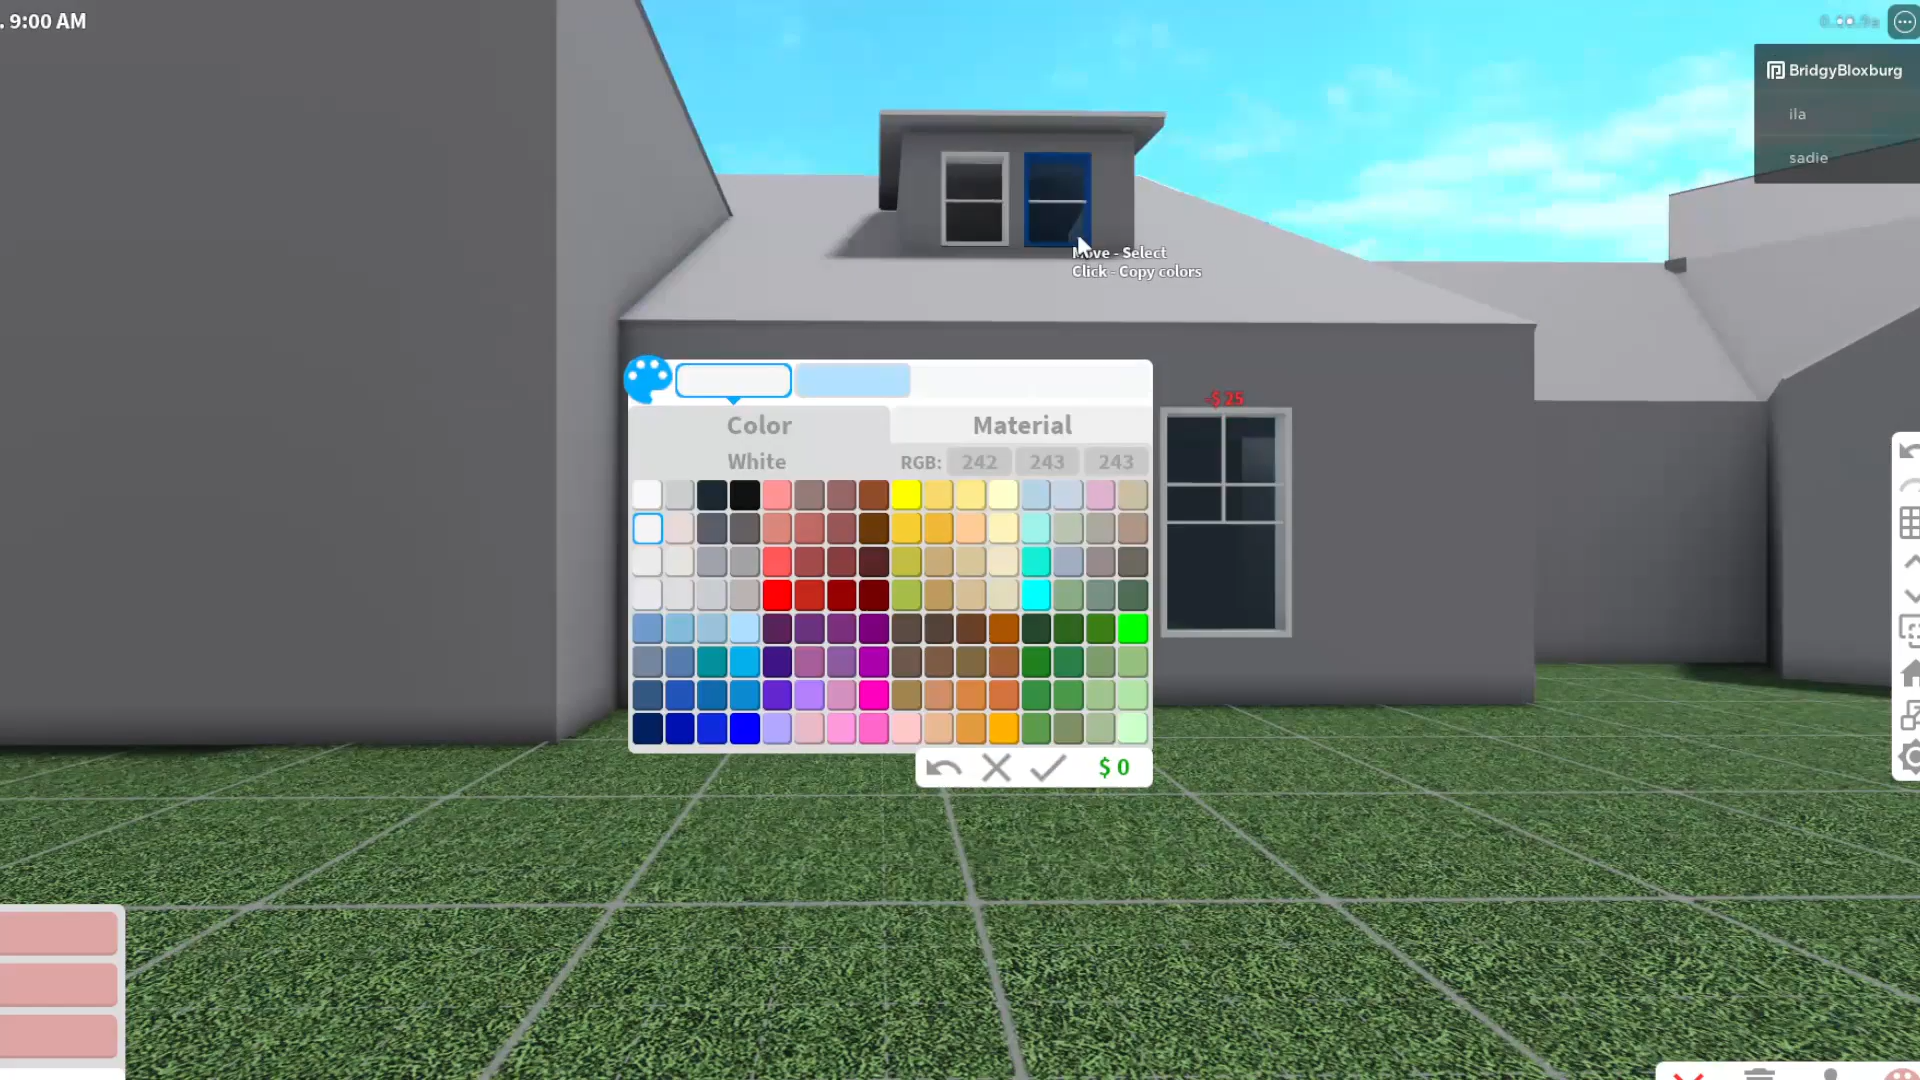 . 9:00 AM
BridgyBloxburg
ila
sadie
Move - Select
Click - Copy colors
-$ 25
Color
Material
White
RGB: 242 243 243
$ 0